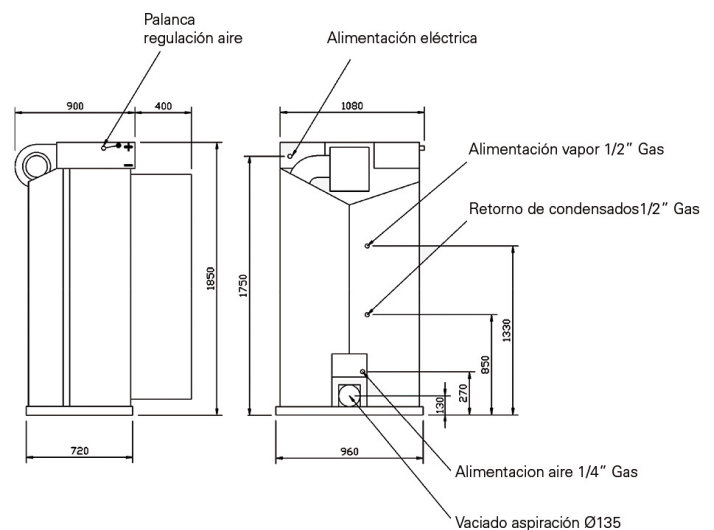 Palanca
regulación aire
Alimentación eléctrica
900
400
1080
+
−
Alimentación vapor 1/2” Gas
Retorno de condensados1/2” Gas
1850
1750
1330
850
270
130
720
960
Alimentacion aire 1/4” Gas
Vaciado aspiración Ø135